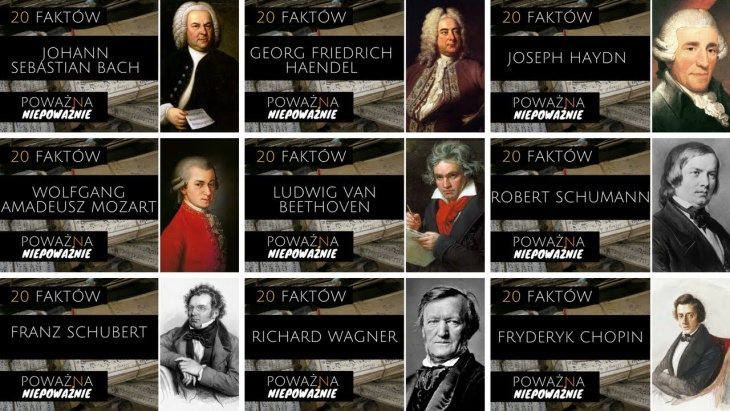 20 FAKTÓW
JOHANN
SEBASTIAN BACH
POWAŻNA
NIEPOWAŻNIE
20 FAKTÓW
GEORG FRIEDRICH
HAENDEL
POWAŻNA
NIEPOWAŻNIE
20 FAKTÓW
JOSEPH HAYDN
POWAŻNA
NIEPOWAŻNIE
20 FAKTÓW
WOLFGANG
AMADEUSZ MOZART
POWAŻNA
NIEPOWAŻNIE
20 FAKTÓW
LUDWIG VAN
BEETHOVEN
POWAŻNA
NIEPOWAŻNIE
20 FAKTÓW
ROBERT SCHUMANN
POWAŻNA
NIEPOWAŻNIE
20 FAKTÓW
FRANZ SCHUBERT
POWAŻNA
NIEPOWAŻNIE
20 FAKTÓW
RICHARD WAGNER
POWAŻNA
NIEPOWAŻNIE
20 FAKTÓW
FRYDERYK CHOPIN
POWAŻNA
NIEPOWAŻNIE